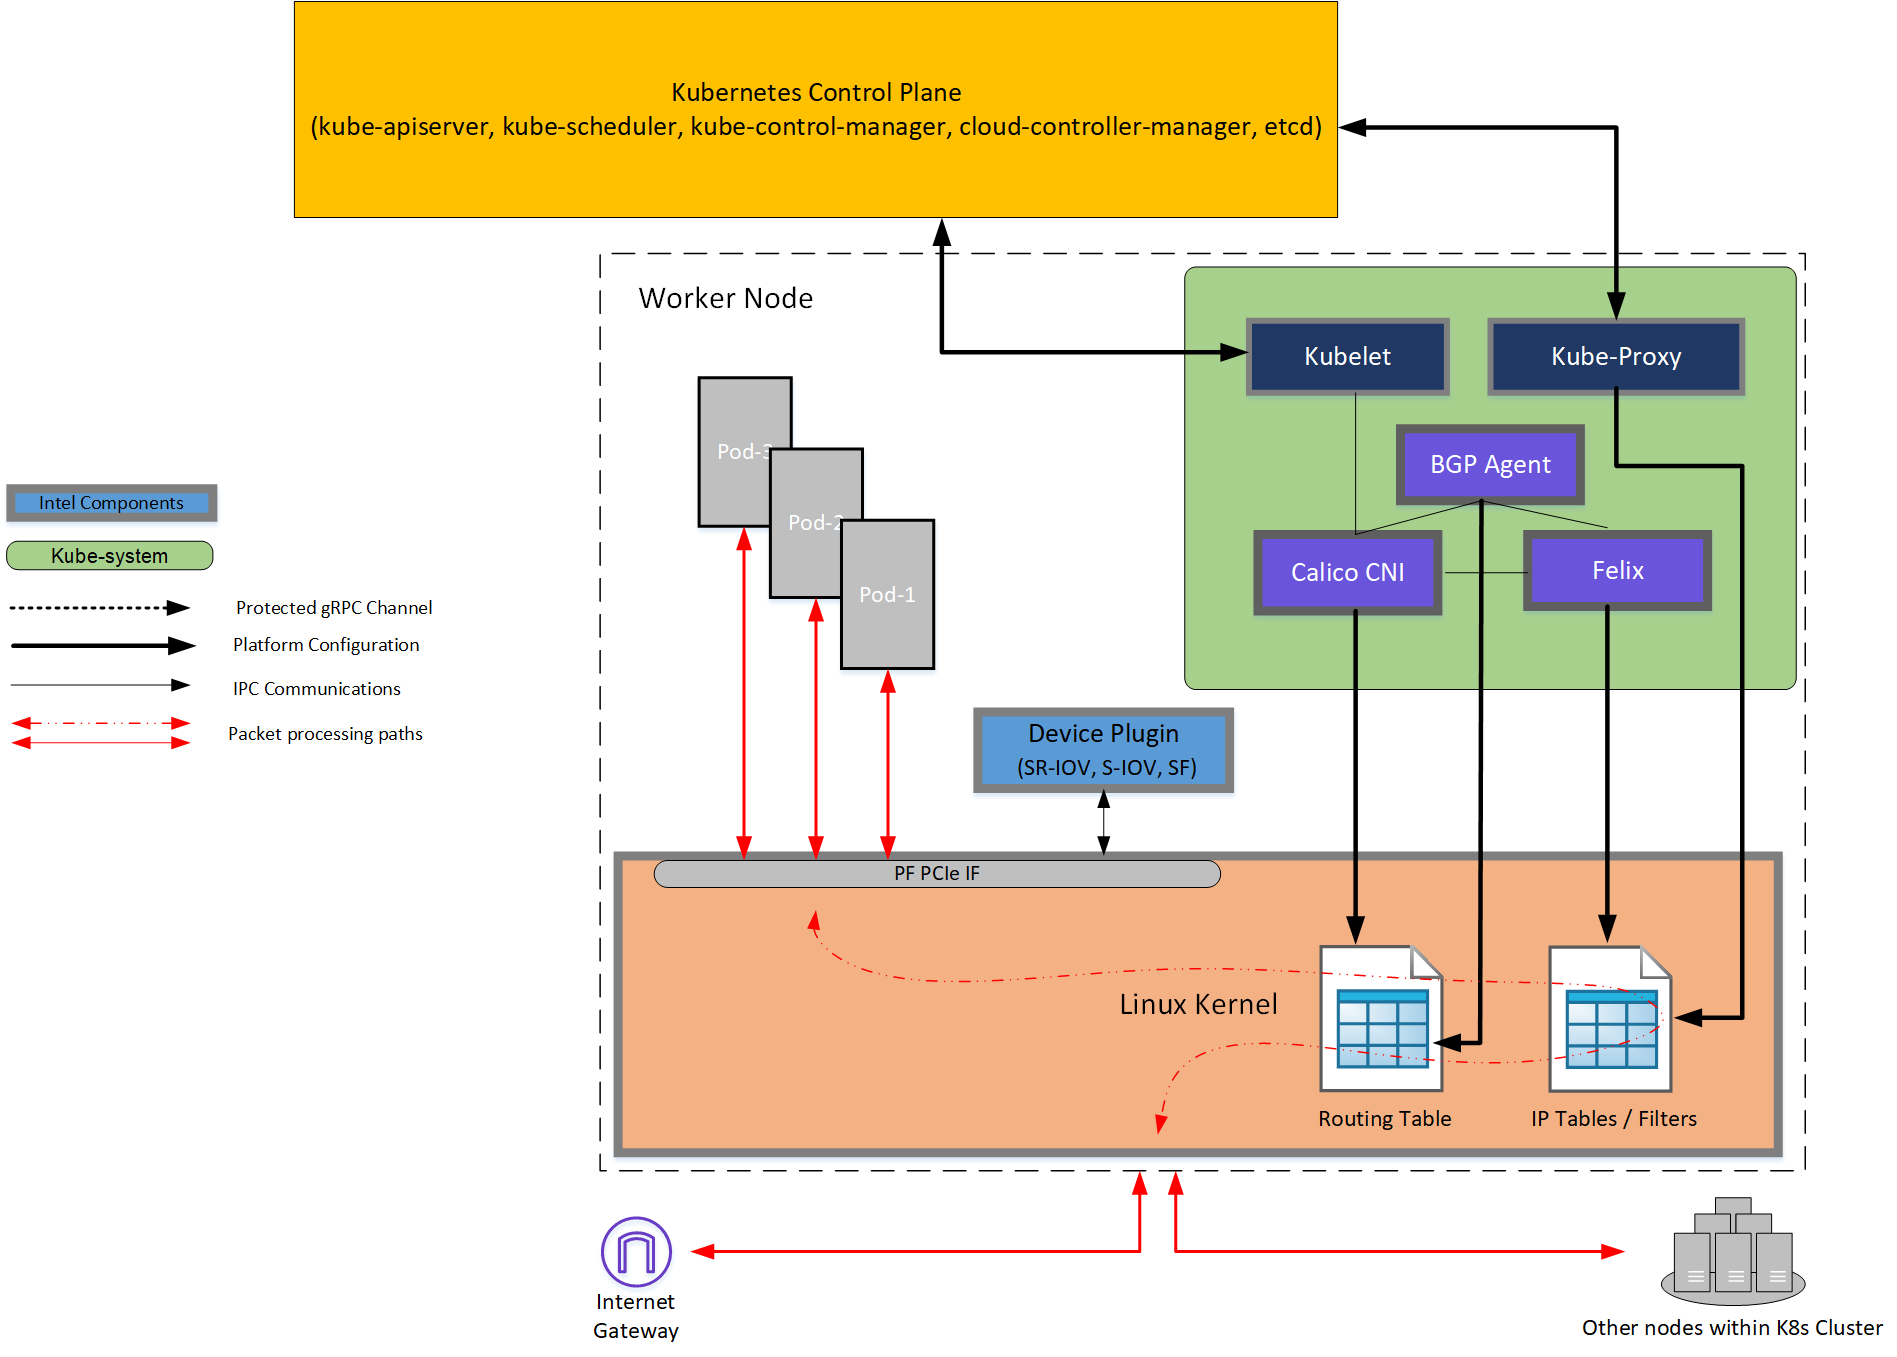 Kubernetes Control Plane
(kube-apiserver, kube-scheduler, kube-control-manager, cloud-controller-manager, etcd)
Worker Node
Kubelet
Kube-Proxy
BGP Agent
Calico CNI
Felix
Pod-3
Pod-2
Pod-1
Intel Components
Kube-system
Protected gRPC Channel
Platform Configuration
IPC Communications
Packet processing paths
Device Plugin
(SR-IOV, S-IOV, SF)
PF PCIe IF
Linux Kernel
Routing Table
IP Tables / Filters
Internet
Gateway
Other nodes within K8s Cluster